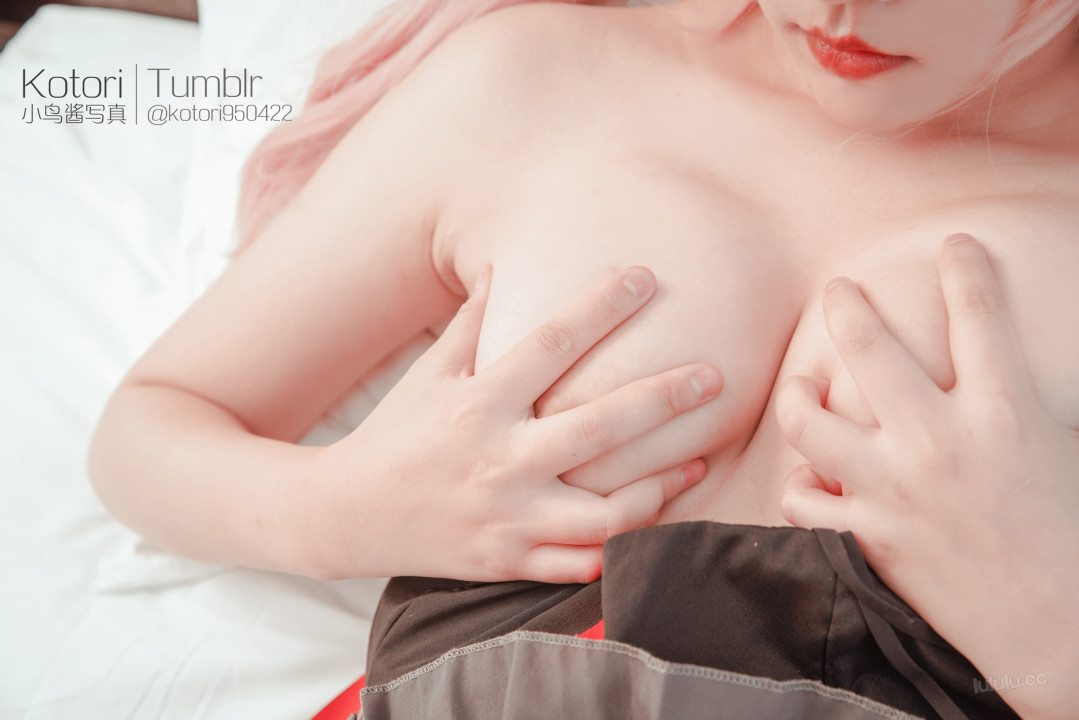 Kotori | Tumblr
小鸟酱写真 | @kotori950422
lululu.cc